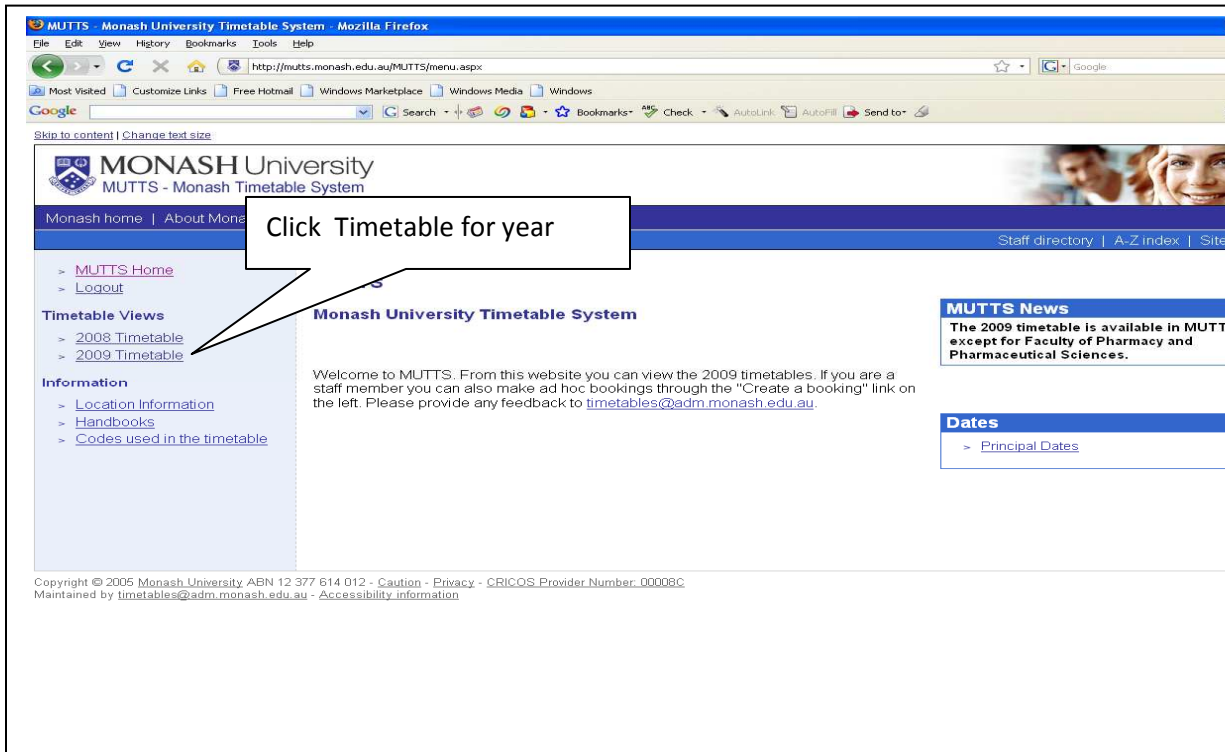 MUTTS - Monash University Timetable System - Mozilla Firefox
File Edit View History Bookmarks Tools Help
http://mutts.monash.edu.au/MUTTS/menu.aspx
G Google
Most Visited Customize Links Free Hotmail Windows Marketplace Windows Media Windows
Google G Search Bookmarks ABC Check AutoLink AutoFill Send to
Skip to content | Change text size
MONASH University
MUTTS - Monash Timetable System
Monash home | About Mona
Click Timetable for year
Staff directory | A-Z index | Site
> MUTTS Home
> Logout
Timetable Views
> 2008 Timetable
> 2009 Timetable
Information
> Location Information
> Handbooks
> Codes used in the timetable
Monash University Timetable System
Welcome to MUTTS. From this website you can view the 2009 timetables. If you are a
staff member you can also make ad hoc bookings through the "Create a booking" link on
the left. Please provide any feedback to timetables@adm.monash.edu.au.
MUTTS News
The 2009 timetable is available in MUTT
except for Faculty of Pharmacy and
Pharmaceutical Sciences.
Dates
> Principal Dates
Copyright © 2005 Monash University ABN 12 377 614 012 - Caution - Privacy - CRICOS Provider Number: 00008C
Maintained by timetables@adm.monash.edu.au - Accessibility information